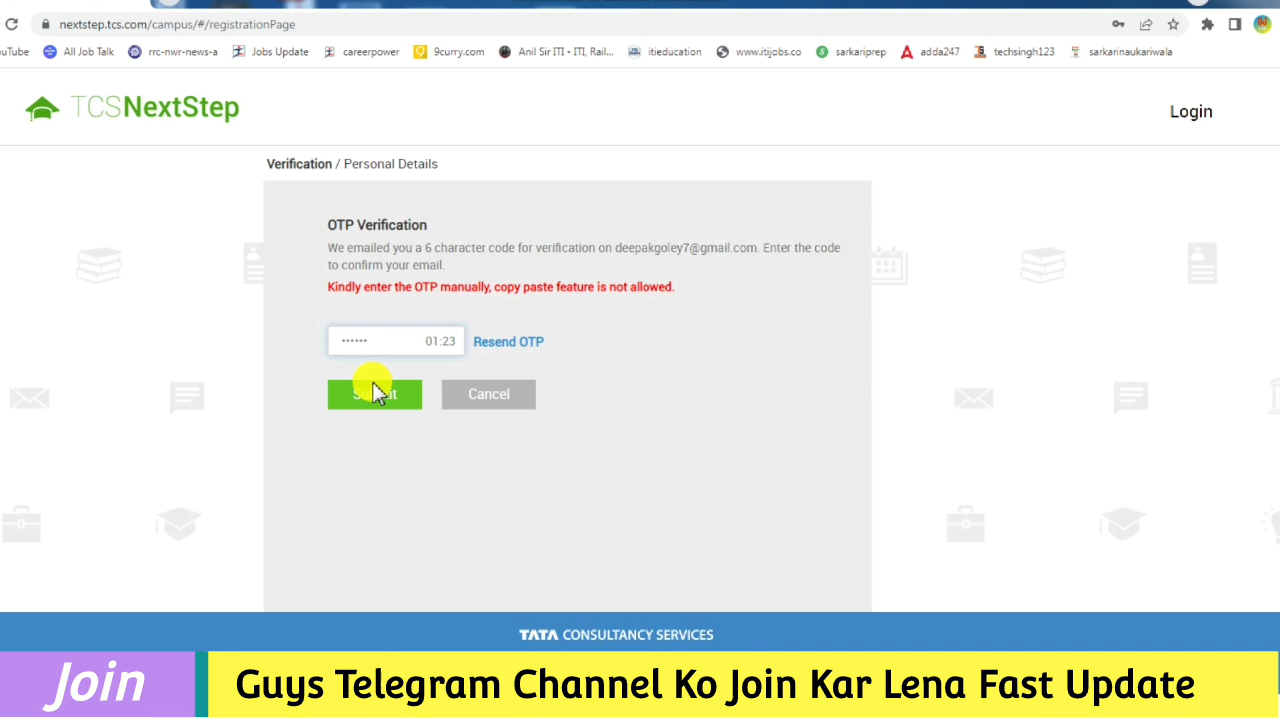 nextstep.tcs.com/campus/#/registrationPage
uTube All Job Talk rrc-nwr-news-a Jobs Update careerpower 9curry.com Anil Sir ITI - ITI, Rail... itieducation www.itijobs.co sarkariprep adda247 techsingh123 sarkarinaukariwala
TCSNextStep
Login
Verification / Personal Details
OTP Verification
We emailed you a 6 character code for verification on deepakgoley7@gmail.com. Enter the code
to confirm your email.
Kindly enter the OTP manually, copy paste feature is not allowed.
•••••• 01:23 Resend OTP
Submit Cancel
TATA CONSULTANCY SERVICES
Join Guys Telegram Channel Ko Join Kar Lena Fast Update